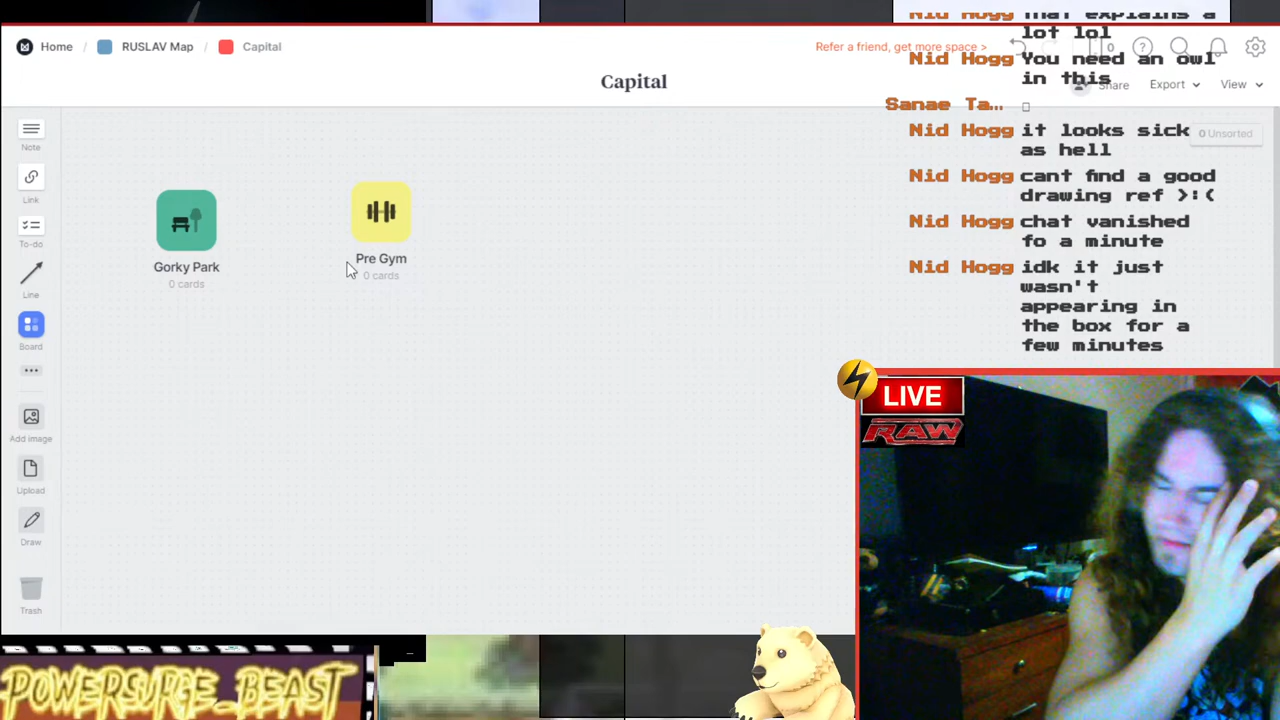 Nid Hogg That explains a
lot lol
Home / RUSLAV Map / Capital
Refer a friend, get more space >
0
Nid Hogg You need an owl
in this
Capital
Share
Export
View
Sanae Ta...
Note
Nid Hogg it looks sick
as hell
0 Unsorted
Link
Nid Hogg cant find a good
drawing ref >:(
To-do
Nid Hogg chat vanished
fo a minute
Gorky Park
0 cards
Pre Gym
0 cards
Nid Hogg idk it just
wasn't
appearing in
the box for a
few minutes
Line
Board
Add image
Upload
Draw
Trash
LIVE
RAW
POWERSURGE_BEAST